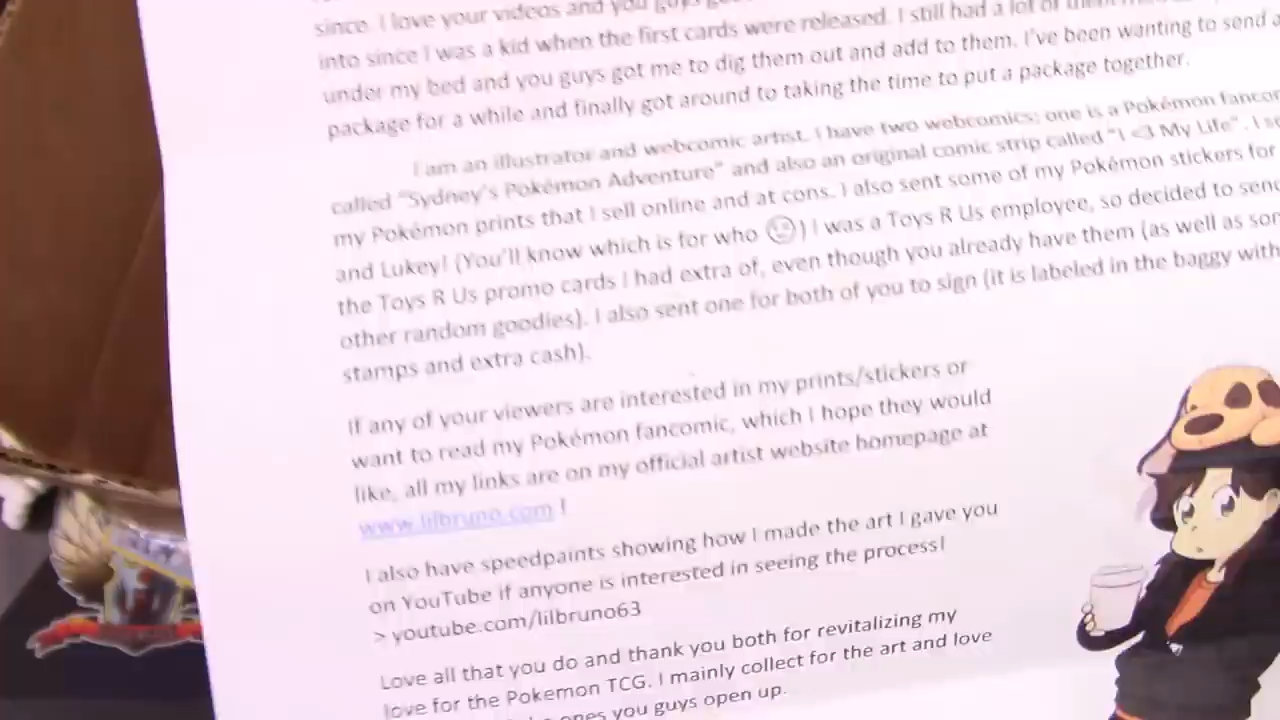 since. I love your videos and you guys
into since I was a kid when the first cards were released. I still had a lot of them
under my bed and you guys got me to dig them out and add to them. I've been wanting to send a
package for a while and finally got around to taking the time to put a package together.
I am an illustrator and webcomic artist. I have two webcomics; one is a Pokémon
called "Sydney's Pokémon Adventure" and also an original comic strip called "I <3 My Life". I
my Pokémon prints that I sell online and at cons. I also sent some of my Pokémon stickers for
and Lukey! (You'll know which is for who 😉) I was a Toys R Us employee, so decided to send
the Toys R Us promo cards I had extra of, even though you already have them (as well as
other random goodies). I also sent one for both of you to sign (it is labeled in the baggy with
stamps and extra cash).
If any of your viewers are interested in my prints/stickers or
want to read my Pokémon fancomic, which I hope they would
like, all my links are on my official artist website homepage at
www.lilbruno.com !
I also have speedpaints showing how I made the art I gave you
on YouTube if anyone is interested in seeing the process!
> youtube.com/lilbruno63
Love all that you do and thank you both for revitalizing my
love for the Pokemon TCG. I mainly collect for the art and love
ones you guys open up.